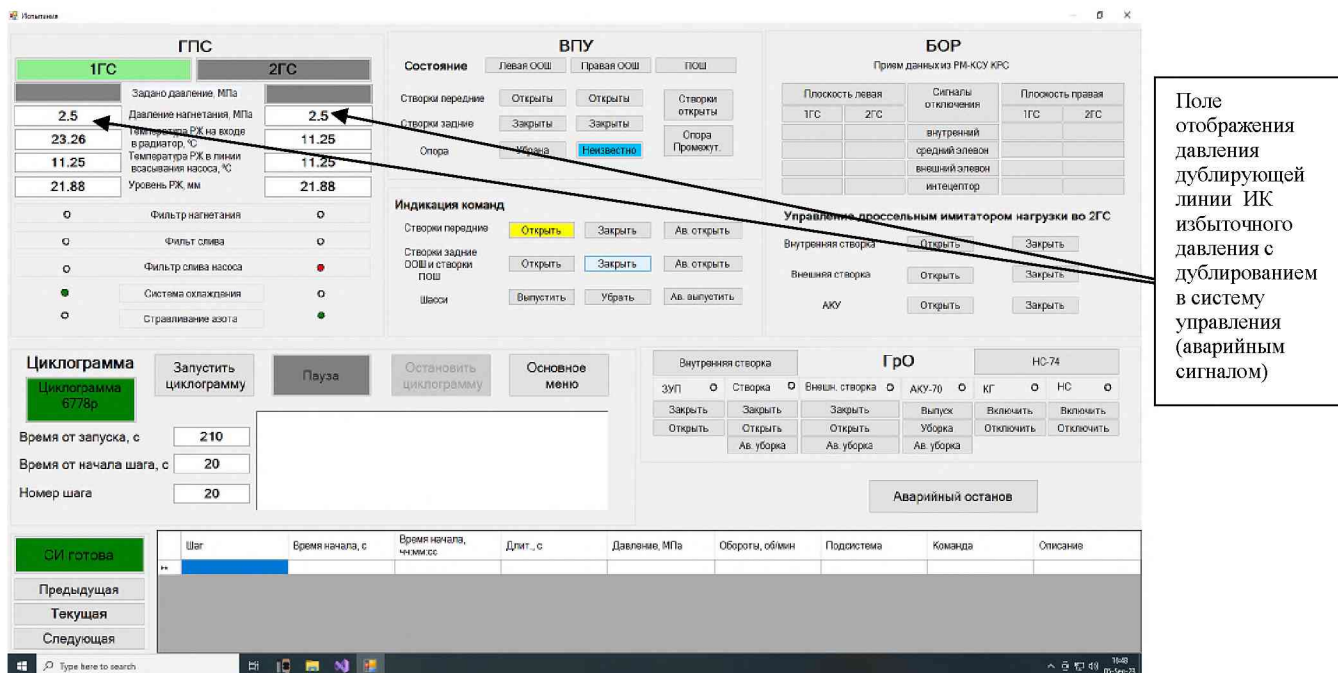 Испытания
ГПС
1ГС 2ГС
Задано давление, МПа
2.5 Давление нагнетания, МПа 2.5
23.26 Температура РЖ на входе в радиатор, °С 11.25
11.25 Температура РЖ в линии всасывания насоса, °С 11.25
21.88 Уровень РЖ, мм 21.88
Фильтр нагнетания
Фильт слива
Фильтр слива насоса
Система охлаждения
Стравливание азота
ВПУ
Состояние Левая ООШ Правая ООШ ПОШ
Створки передние Открыты Открыты Створки открыты
Створки задние Закрыты Закрыты
Опора Убрана Неизвестно Опора Промежут.
Индикация команд
Створки передние Открыть Закрыть Ав. открыть
Створки задние ООШ и створки ПОШ Открыть Закрыть Ав. открыть
Шасси Выпустить Убрать Ав. выпустить
БОР
Прием данных из РМ-КСУ КРС
Плоскость левая Сигналы отключения Плоскость правая
1ГС 2ГС 1ГС 2ГС
внутренний
средний элевон
внешний элевон
интецептор
Управление дроссельным имитатором нагрузки во 2ГС
Внутренняя створка Открыть Закрыть
Внешняя створка Открыть Закрыть
АКУ Открыть Закрыть
Поле
отображения
давления
дублирующей
линии ИК
избыточного
давления с
дублированием
в систему
управления
(аварийным
сигналом)
Циклограмма
Циклограмма 6778р
Запустить циклограмму
Пауза
Остановить циклограмму
Основное меню
Время от запуска, с 210
Время от начала шага, с 20
Номер шага 20
Внутренняя створка ГрО НС-74
ЗУП Створка Внешн. створка АКУ-70 КГ НС
Закрыть Закрыть Закрыть Выпуск Включить Включить
Открыть Открыть Открыть Уборка Отключить Отключить
Ав. уборка Ав. уборка Ав. уборка
Аварийный останов
СИ готова
Предыдущая
Текущая
Следующая
Шаг Время начала, с Время начала, чч:мм:сс Длит., с Давление, МПа Обороты, об/мин Подсистема Команда Описание
Type here to search
16:48
05-Sep-23